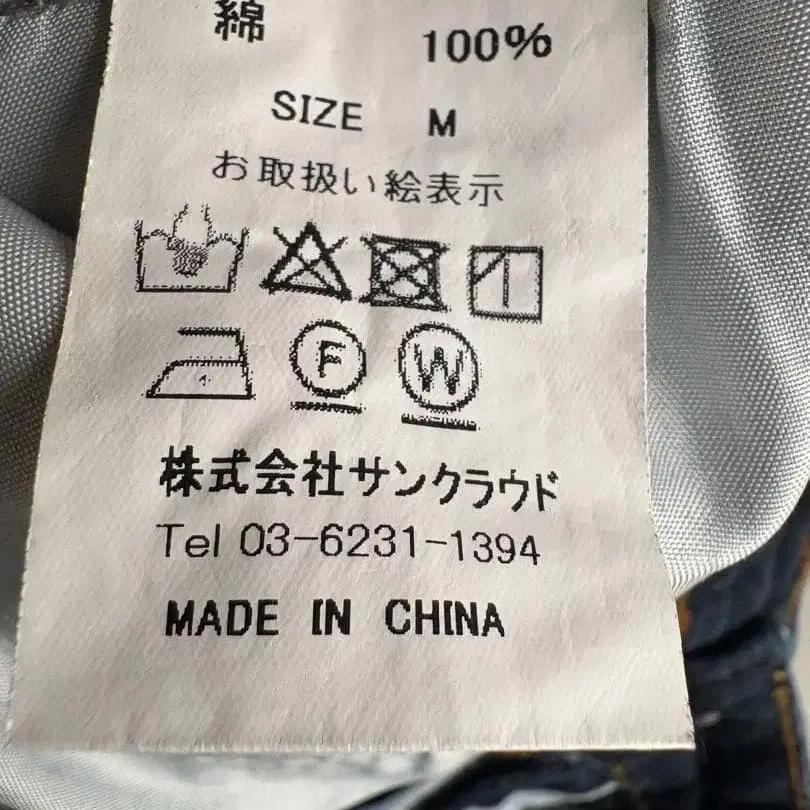 綿 100%
SIZE M
お取扱い絵表示
F W
株式会社サンクラウド
Tel 03-6231-1394
MADE IN CHINA